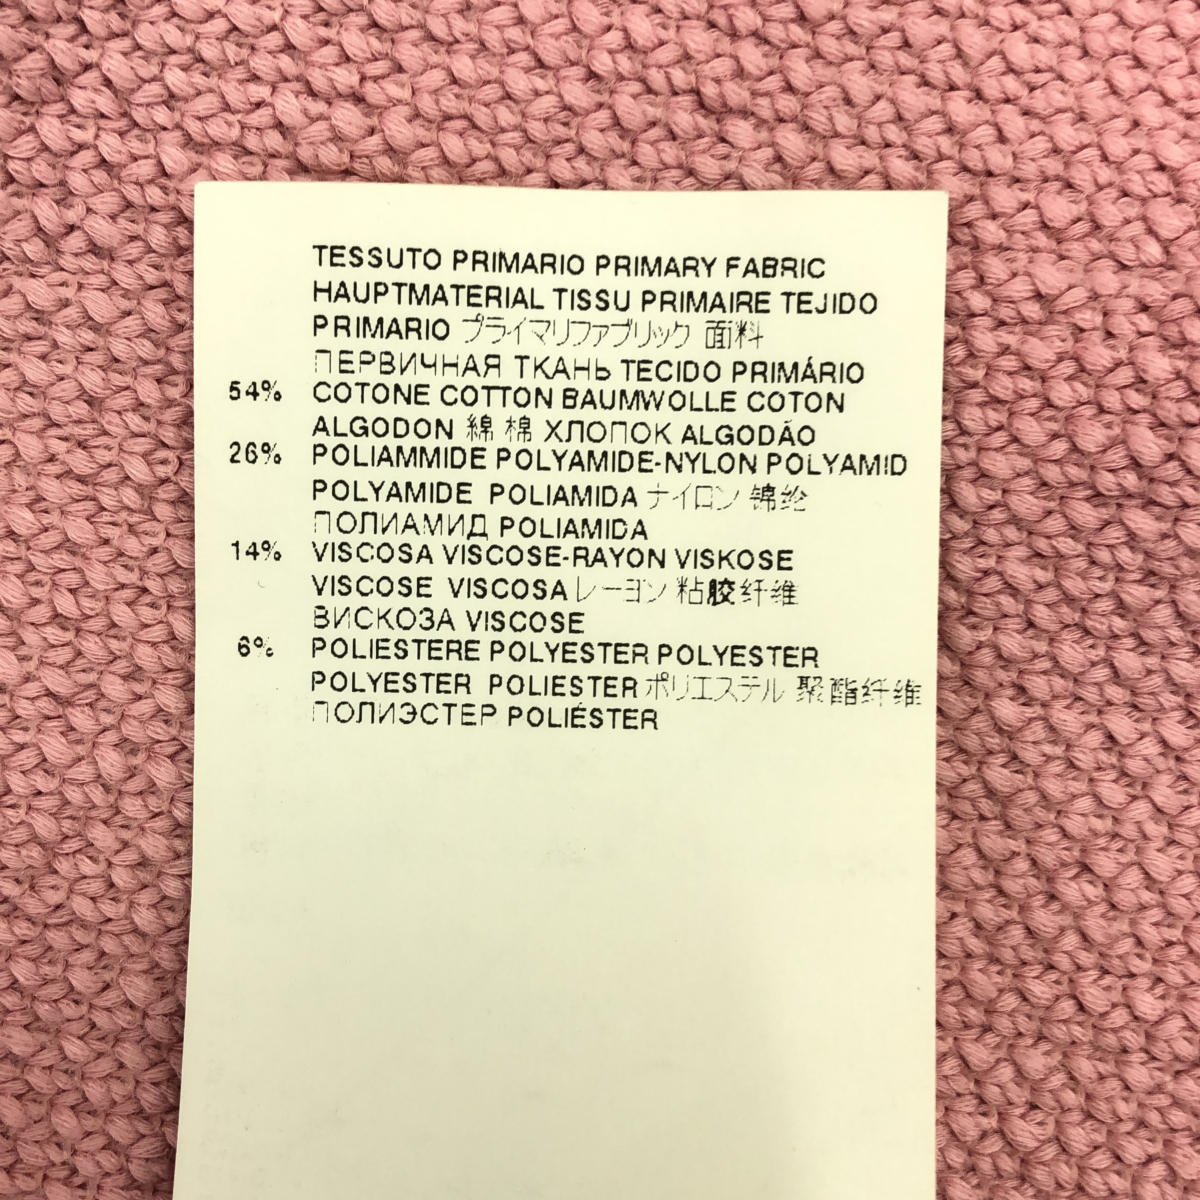 TESSUTO PRIMARIO PRIMARY FABRIC
HAUPTMATERIAL TISSU PRIMAIRE TEJIDO
PRIMARIO プライマリファブリック 面料
ПЕРВИЧНАЯ ТКАНЬ TECIDO PRIMÁRIO
54% COTONE COTTON BAUMWOLLE COTON
ALGODON 綿 棉 ХЛОПОК ALGODÃO
26% POLIAMMIDE POLYAMIDE-NYLON POLYAMID
POLYAMIDE POLIAMIDA ナイロン 锦纶
ПОЛИАМИД POLIAMIDA
14% VISCOSA VISCOSE-RAYON VISKOSE
VISCOSE VISCOSA レーヨン 粘胶纤维
ВИСКОЗА VISCOSE
6% POLIESTERE POLYESTER POLYESTER
POLYESTER POLIESTER ポリエステル 聚酯纤维
ПОЛИЭСТЕР POLIÉSTER